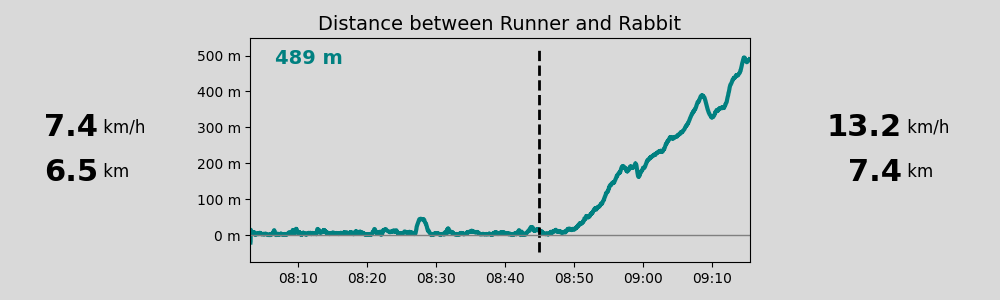 Distance between Runner and Rabbit
489 m
500 m
400 m
300 m
200 m
100 m
0 m
08:10 08:20 08:30 08:40 08:50 09:00 09:10
7.4 km/h
6.5 km
13.2 km/h
7.4 km